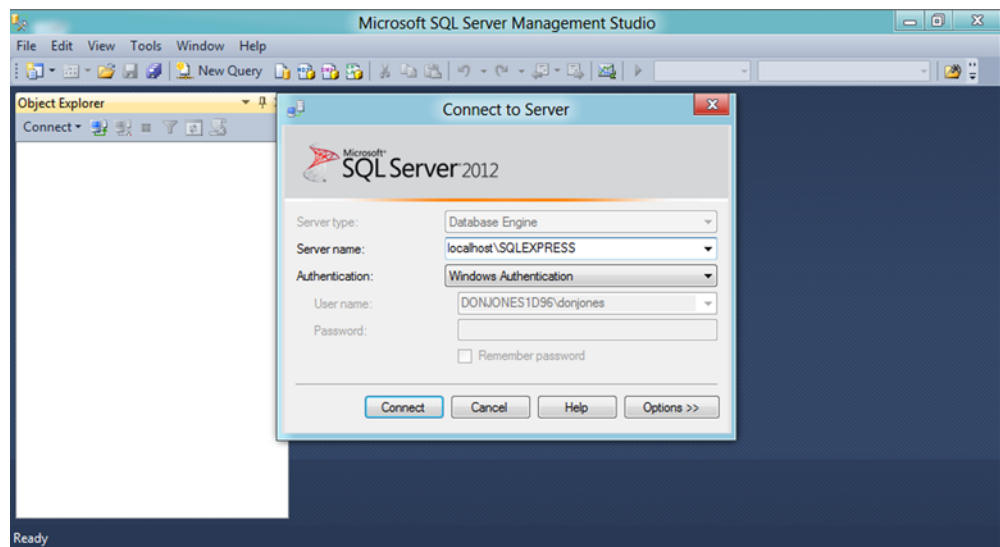 Microsoft SQL Server Management Studio
File Edit View Tools Window Help
New Query
Object Explorer
Connect
Connect to Server
Microsoft
SQL Server 2012
Server type: Database Engine
Server name: localhost\SQLEXPRESS
Authentication: Windows Authentication
User name: DONJONES1D96\donjones
Password:
Remember password
Connect Cancel Help Options >>
Ready